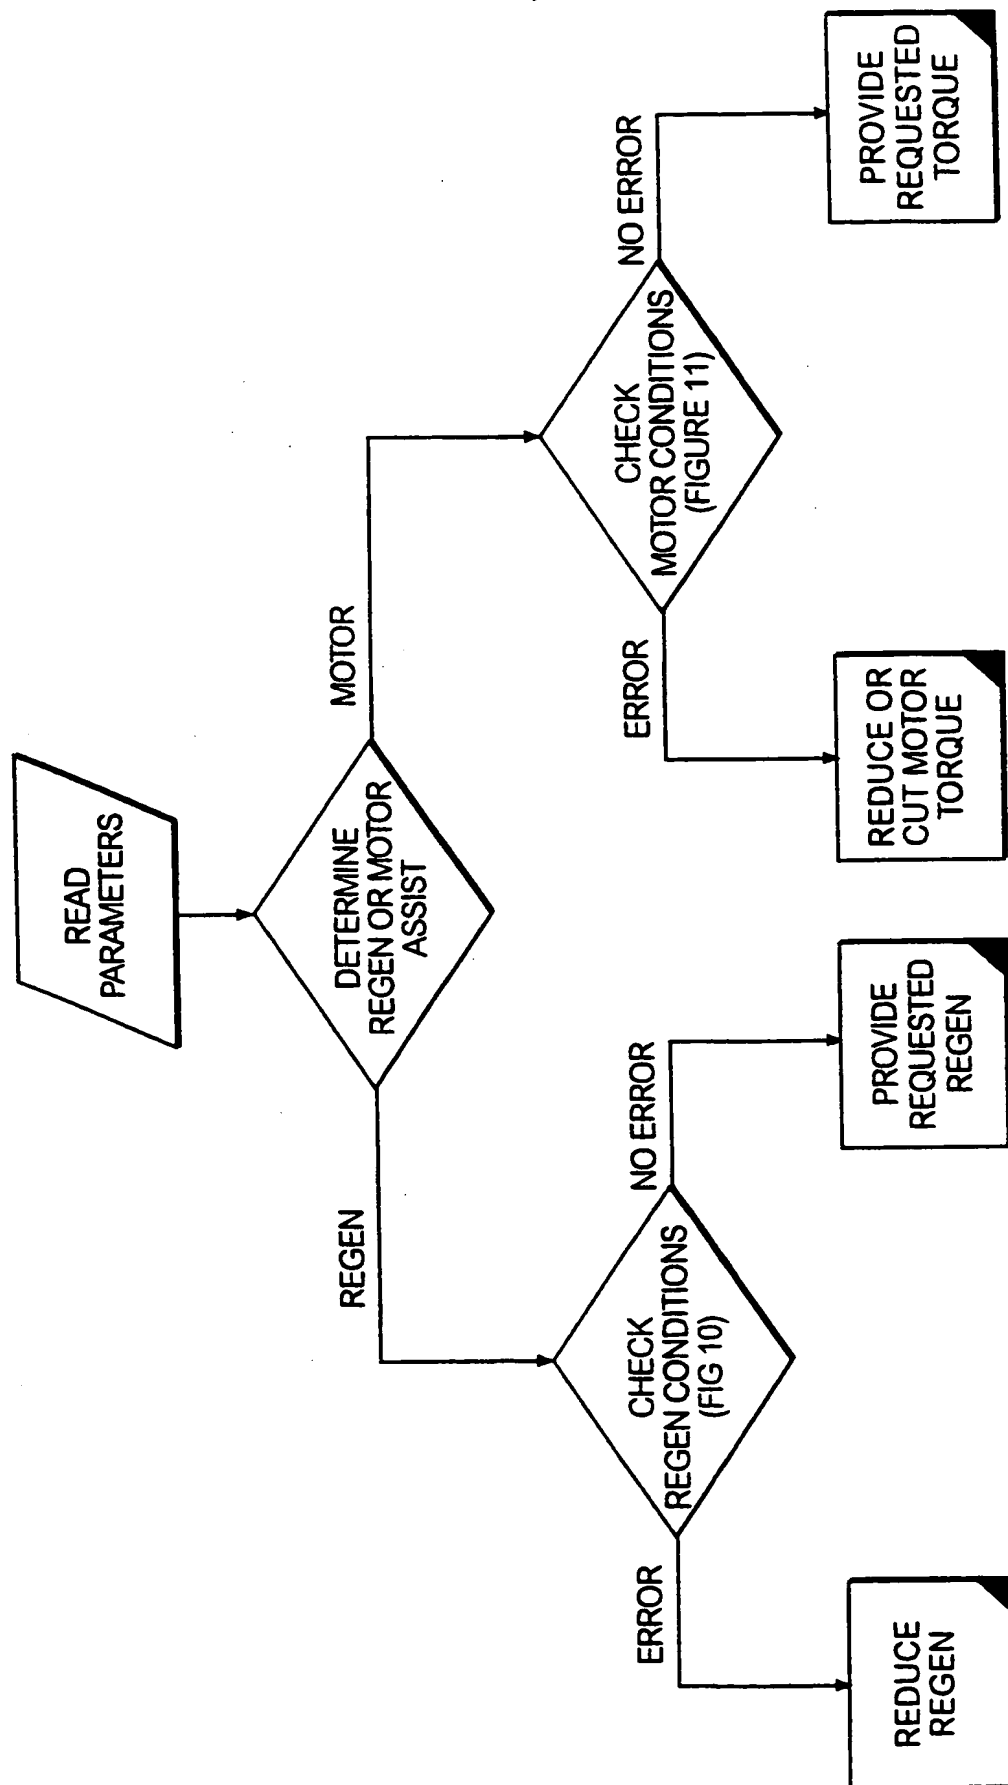 READ
PARAMETERS
DETERMINE
REGEN OR MOTOR
ASSIST
REGEN
MOTOR
CHECK
REGEN CONDITIONS
(FIG 10)
CHECK
MOTOR CONDITIONS
(FIGURE 11)
ERROR
NO ERROR
ERROR
NO ERROR
REDUCE
REGEN
PROVIDE
REQUESTED
REGEN
REDUCE OR
CUT MOTOR
TORQUE
PROVIDE
REQUESTED
TORQUE